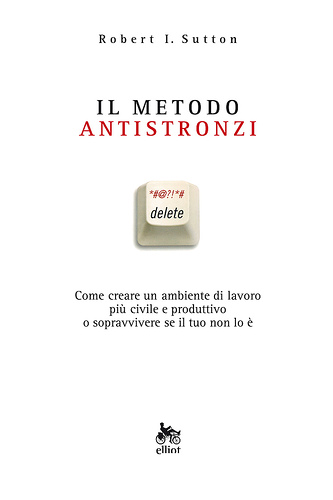 Robert I. Sutton
IL METODO
ANTISTRONZI
*#@?!*#
delete
Come creare un ambiente di lavoro
più civile e produttivo
o sopravvivere se il tuo non lo è
elliot